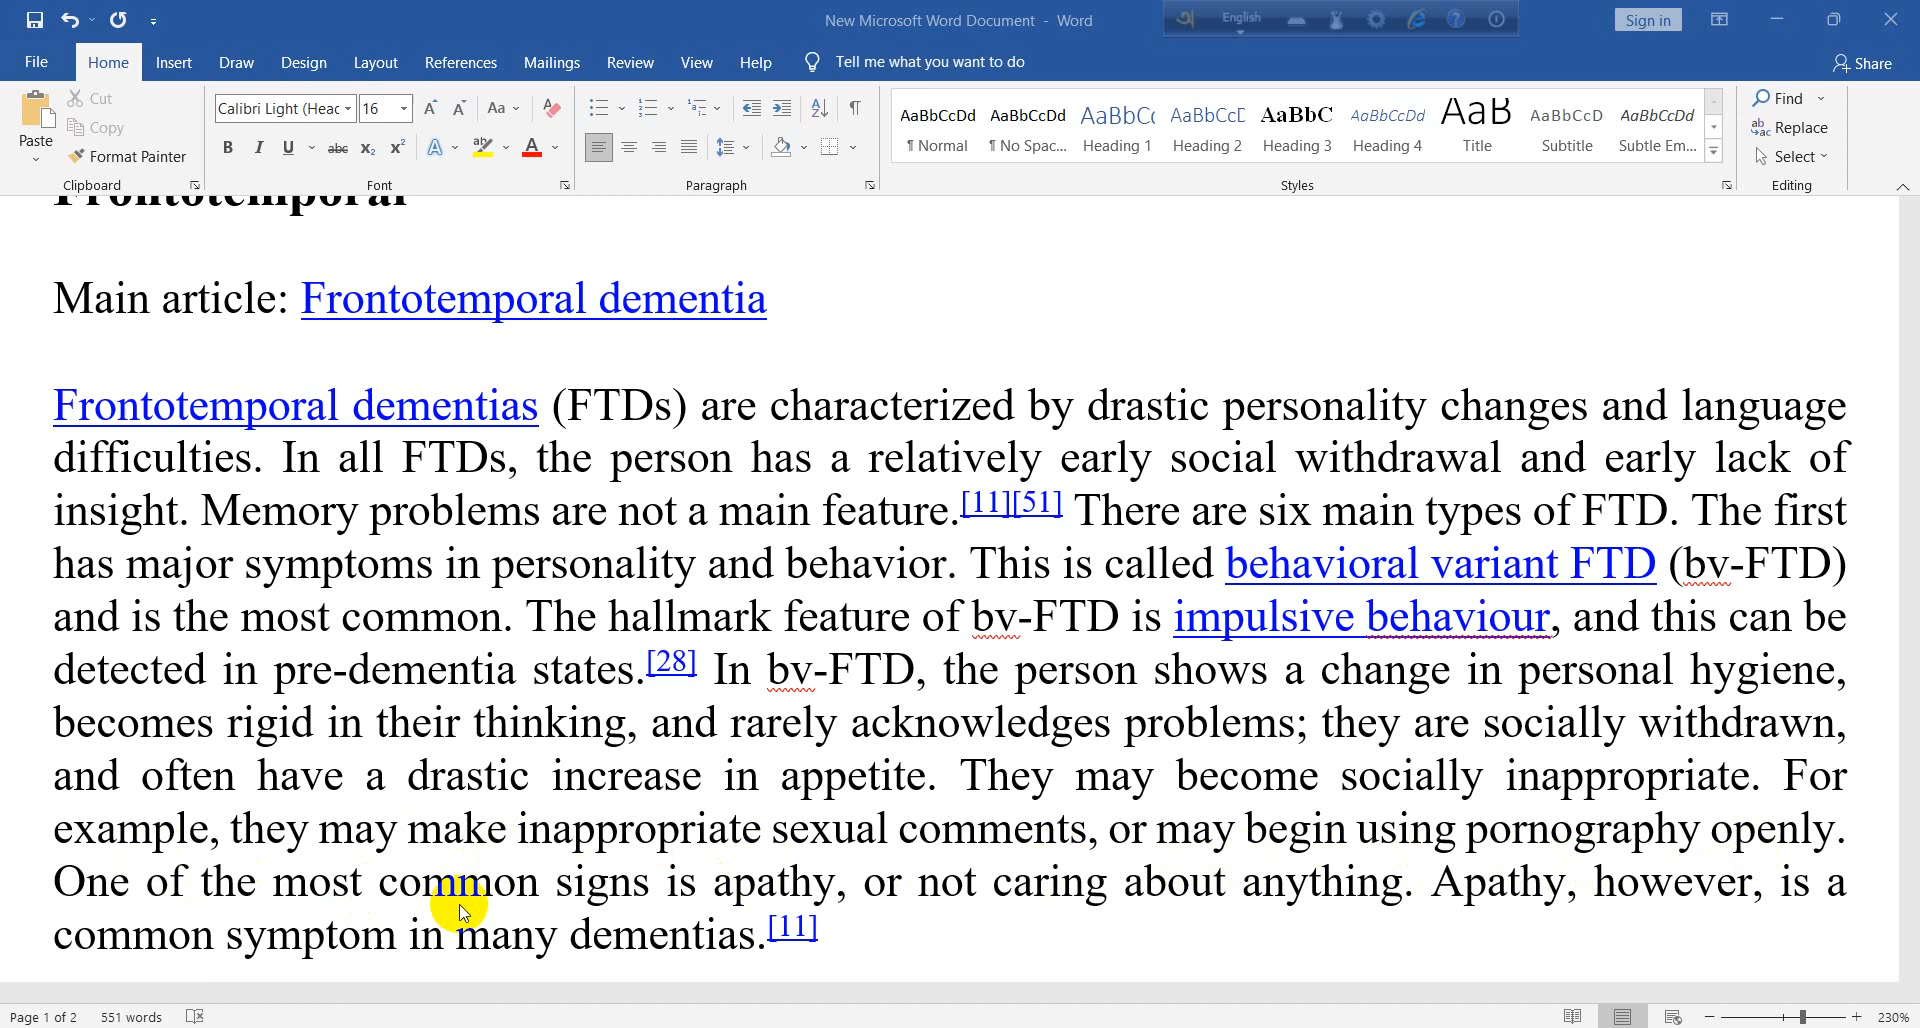 New Microsoft Word Document - Word
English
Sign in
File Home Insert Draw Design Layout References Mailings Review View Help Tell me what you want to do
Share
Paste
Cut
Copy
Format Painter
Clipboard
Calibri Light (Headc 16
Aa
B I U abc x₂ x² A ab A
Font
Paragraph
AaBbCcDd AaBbCcDd AaBbCc AaBbCcC AaBbC AaBbCcDd AaB AaBbCcD AaBbCcDd
¶ Normal ¶ No Spac... Heading 1 Heading 2 Heading 3 Heading 4 Title Subtitle Subtle Em...
Styles
Find
Replace
Select
Editing
Frontotemporal
Main article: Frontotemporal dementia
Frontotemporal dementias (FTDs) are characterized by drastic personality changes and language
difficulties. In all FTDs, the person has a relatively early social withdrawal and early lack of
insight. Memory problems are not a main feature.[11][51] There are six main types of FTD. The first
has major symptoms in personality and behavior. This is called behavioral variant FTD (bv-FTD)
and is the most common. The hallmark feature of bv-FTD is impulsive behaviour, and this can be
detected in pre-dementia states.[28] In bv-FTD, the person shows a change in personal hygiene,
becomes rigid in their thinking, and rarely acknowledges problems; they are socially withdrawn,
and often have a drastic increase in appetite. They may become socially inappropriate. For
example, they may make inappropriate sexual comments, or may begin using pornography openly.
One of the most common signs is apathy, or not caring about anything. Apathy, however, is a
common symptom in many dementias.[11]
Page 1 of 2 551 words
230%